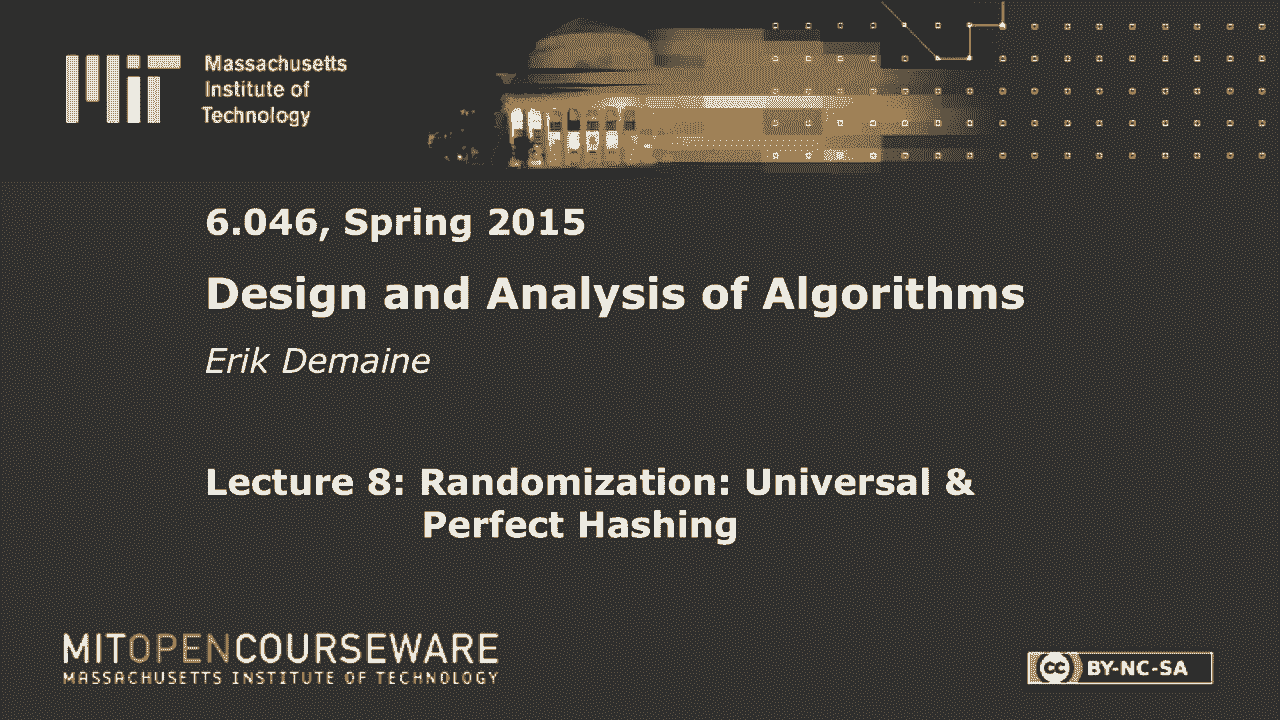 Massachusetts
Institute of
Technology
6.046, Spring 2015
Design and Analysis of Algorithms
Erik Demaine
Lecture 8: Randomization: Universal &
Perfect Hashing
MITOPENCOURSEWARE
MASSACHUSETTS INSTITUTE OF TECHNOLOGY
cc BY-NC-SA